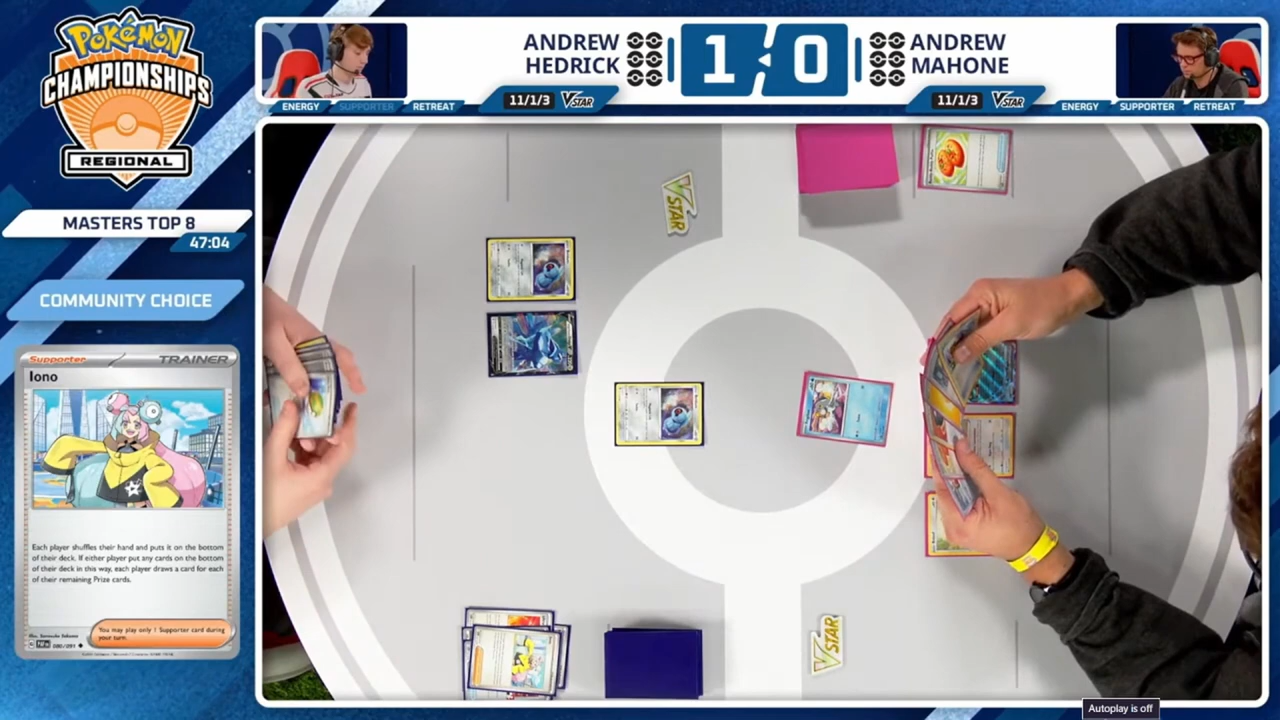 POKéMON
CHAMPIONSHIPS
REGIONAL
MASTERS TOP 8
47:04
COMMUNITY CHOICE
Supporter
TRAINER
Iono
Each player shuffles their hand and puts it on the bottom
of their deck. If either player put any cards on the bottom
of their deck in this way, each player draws a card for each
of their remaining Prize cards.
You may play only 1 Supporter card during
your turn.
ANDREW
HEDRICK
1
0
ANDREW
MAHONE
ENERGY
SUPPORTER
RETREAT
11/1/3
VSTAR
11/1/3
VSTAR
ENERGY
SUPPORTER
RETREAT
VSTAR
VSTAR
Autoplay is off